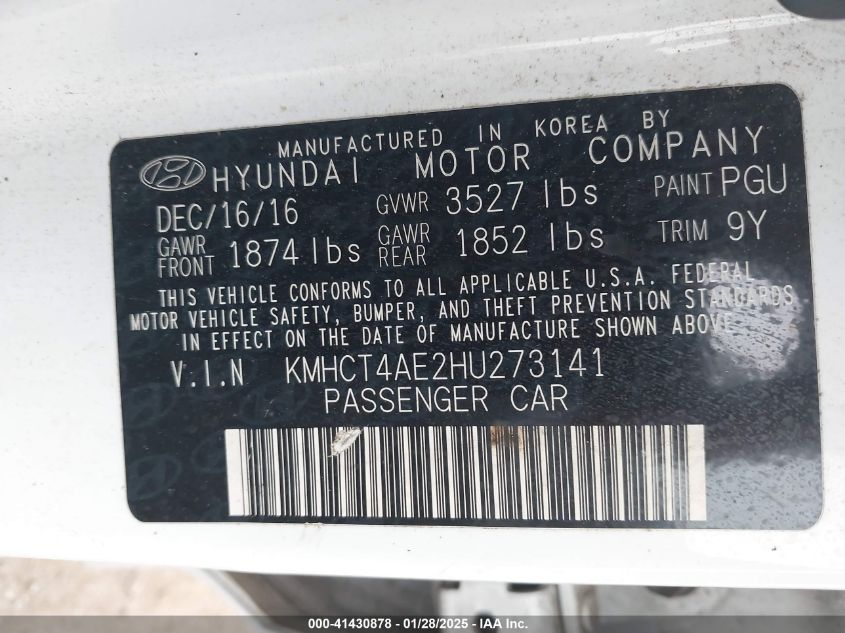 MANUFACTURED IN KOREA BY
HYUNDAI MOTOR COMPANY
DEC/16/16 GVWR 3527 lbs PAINT PGU
GAWR FRONT 1874 lbs GAWR REAR 1852 lbs TRIM 9Y
THIS VEHICLE CONFORMS TO ALL APPLICABLE U.S.A. FEDERAL
MOTOR VEHICLE SAFETY, BUMPER, AND THEFT PREVENTION STANDARDS
IN EFFECT ON THE DATE OF MANUFACTURE SHOWN ABOVE
V.I.N KMHCT4AE2HU273141
PASSENGER CAR
000-41430878 | 01/28/2025 | IAA Inc.